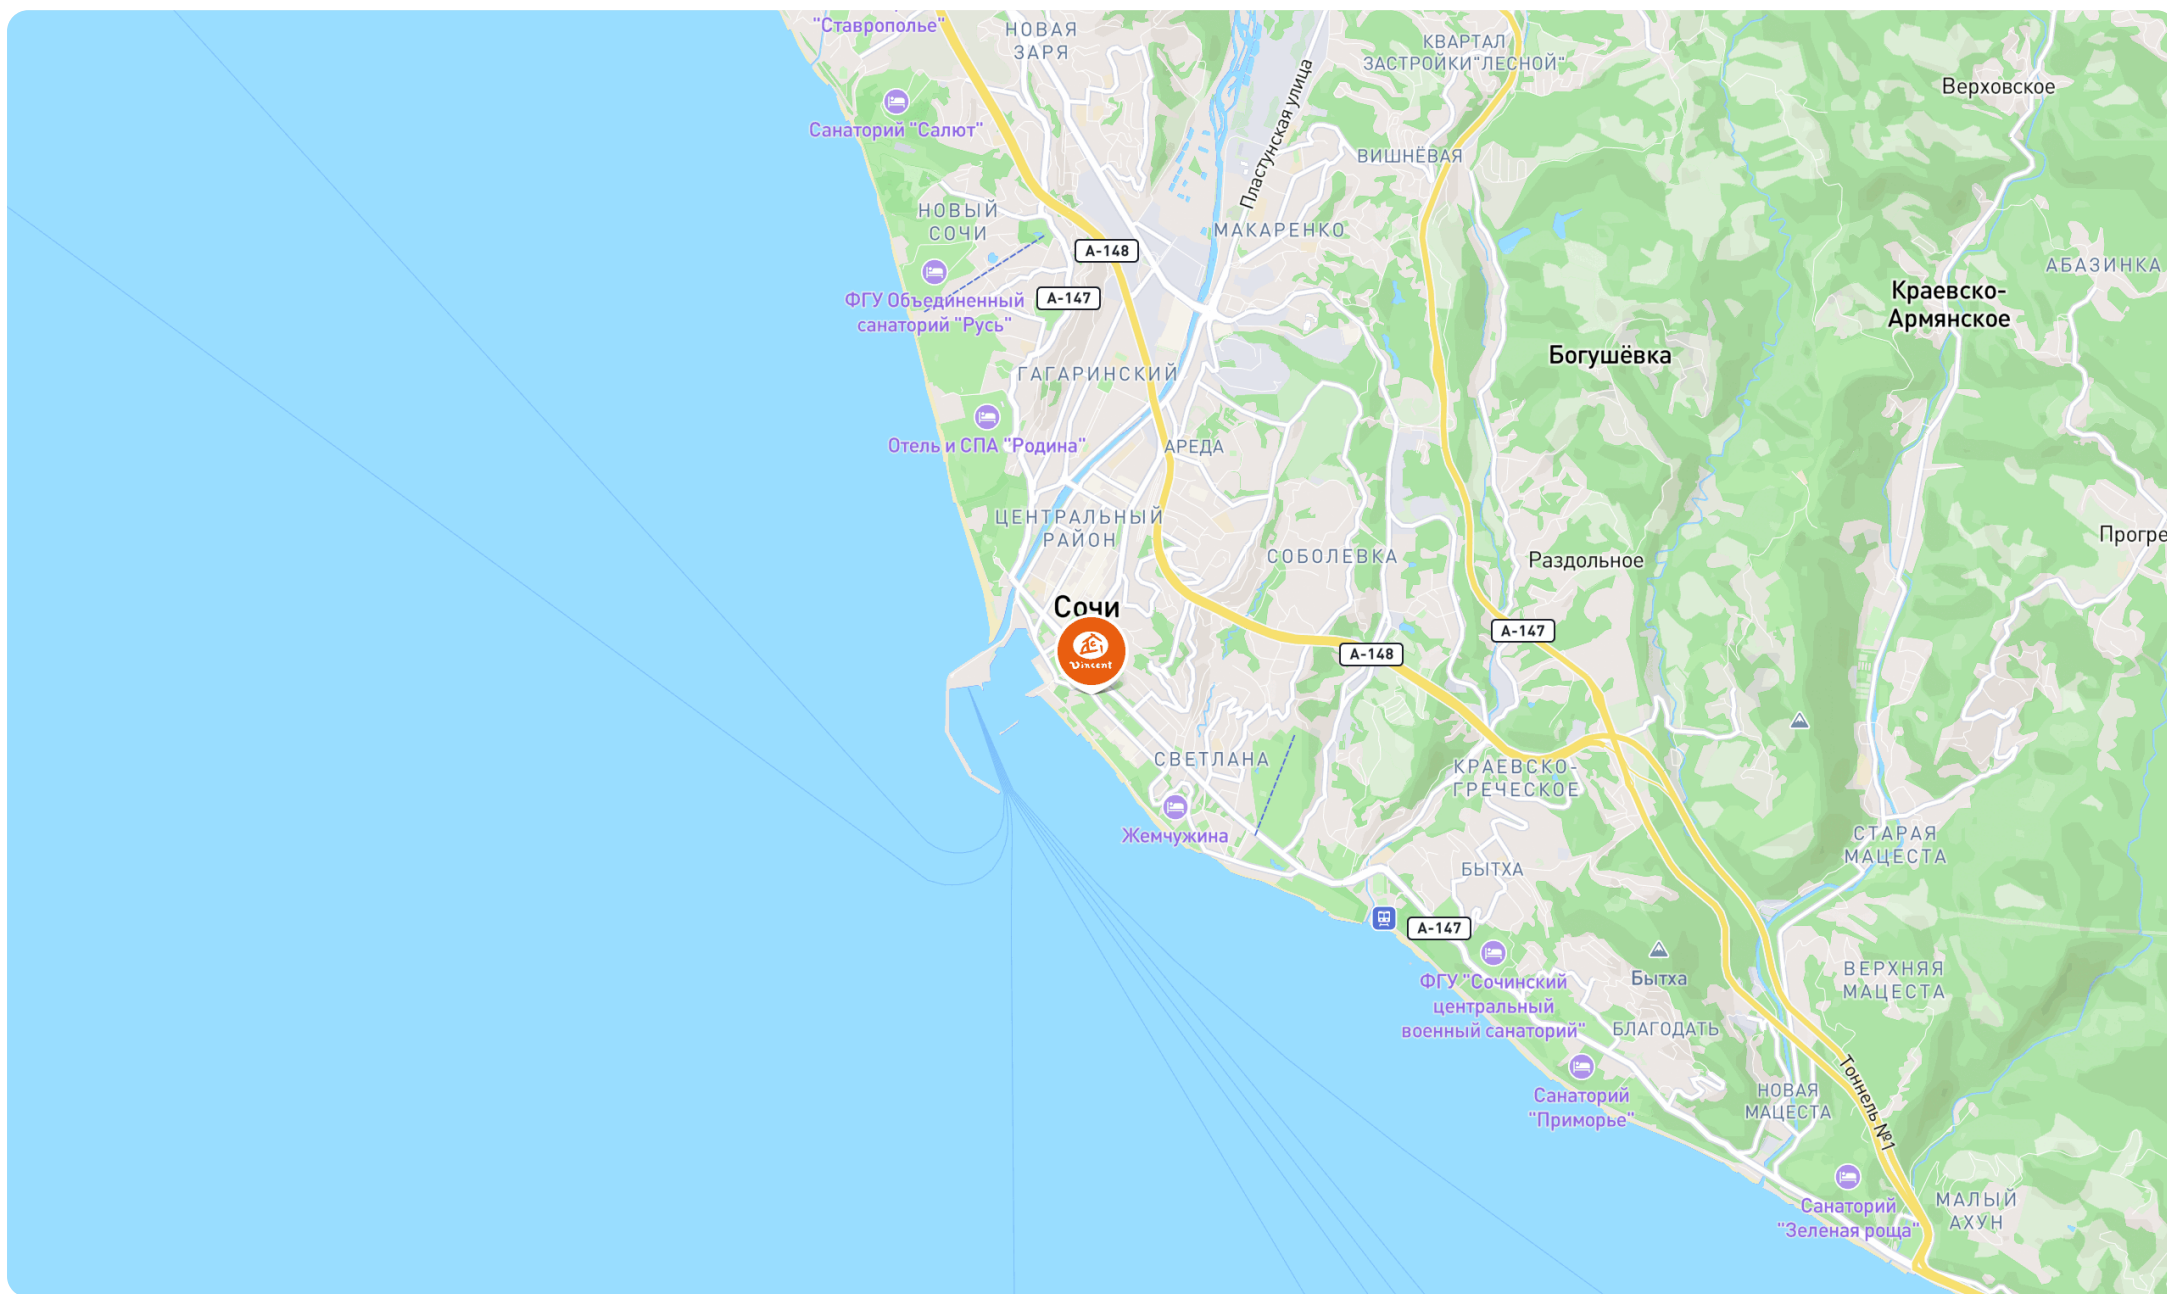 "Ставрополье"
НОВАЯ
ЗАРЯ
КВАРТАЛ
ЗАСТРОЙКИ"ЛЕСНОЙ"
Верховское
Санаторий "Салют"
Пластунская улица
ВИШНЁВАЯ
НОВЫЙ
СОЧИ
МАКАРЕНКО
А-148
АБАЗИНКА
ФГУ Объединенный
санаторий "Русь"
А-147
Краевско-
Армянское
Богушёвка
ГАГАРИНСКИЙ
Отель и СПА "Родина"
АРЕДА
ЦЕНТРАЛЬНЫЙ
РАЙОН
Прогре
СОБОЛЕВКА
Раздольное
Сочи
Vincent
А-147
А-148
СВЕТЛАНА
КРАЕВСКО-
ГРЕЧЕСКОЕ
Жемчужина
СТАРАЯ
МАЦЕСТА
БЫТХА
А-147
ФГУ "Сочинский
центральный
военный санаторий"
Бытха
ВЕРХНЯЯ
МАЦЕСТА
БЛАГОДАТЬ
Санаторий
"Приморье"
НОВАЯ
МАЦЕСТА
Тоннель №1
Санаторий
"Зеленая роща"
МАЛЫЙ
АХУН